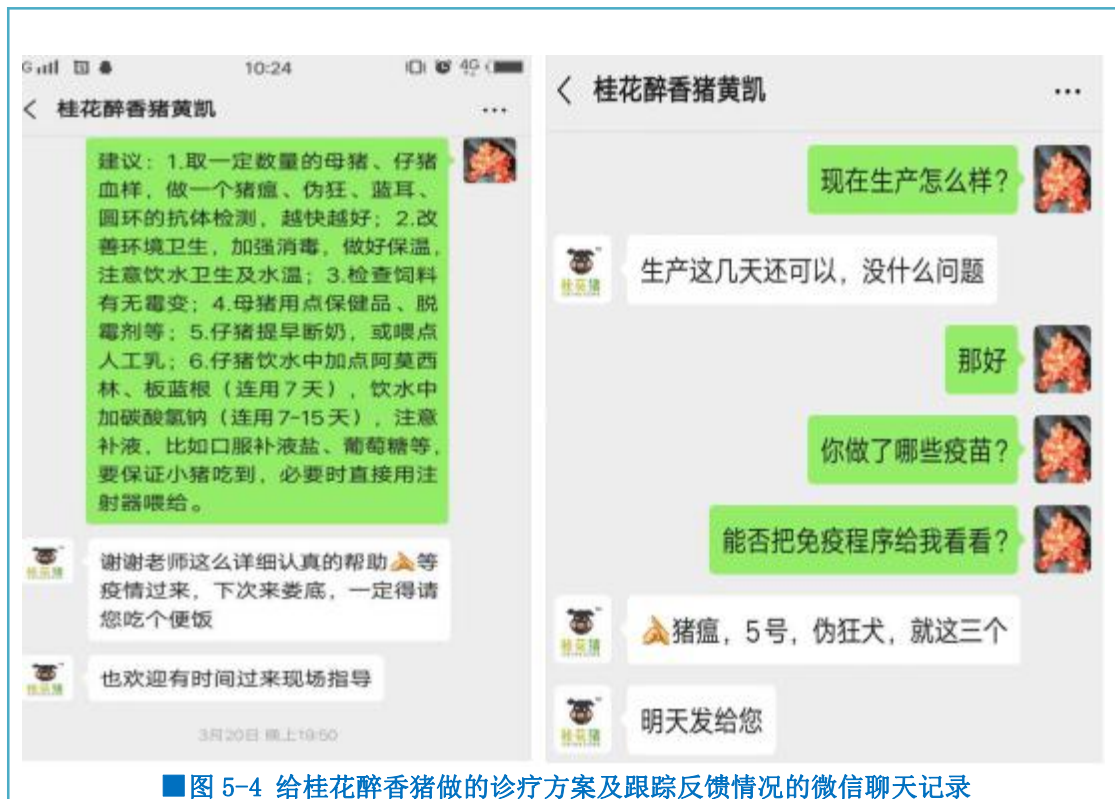 10:24
4G
桂花醉香猪黄凯
建议：1.取一定数量的母猪、仔猪
血样，做一个猪瘟、伪狂、蓝耳、
圆环的抗体检测，越快越好；2.改
善环境卫生，加强消毒，做好保温，
注意饮水卫生及水温；3.检查饲料
有无霉变；4.母猪用点保健品、脱
霉剂等；5.仔猪提早断奶，或喂点
人工乳；6.仔猪饮水中加点阿莫西
林、板蓝根（连用7天），饮水中
加碳酸氢钠（连用7-15天），注意
补液，比如口服补液盐、葡萄糖等，
要保证小猪吃到，必要时直接用注
射器喂给。
谢谢老师这么详细认真的帮助🙏等
疫情过来，下次来娄底，一定得请
您吃个便饭
也欢迎有时间过来现场指导
3月20日 晚上19:50
桂花醉香猪黄凯
现在生产怎么样？
生产这几天还可以，没什么问题
那好
你做了哪些疫苗？
能否把免疫程序给我看看？
🙏猪瘟，5号，伪狂犬，就这三个
明天发给您
■图 5-4 给桂花醉香猪做的诊疗方案及跟踪反馈情况的微信聊天记录